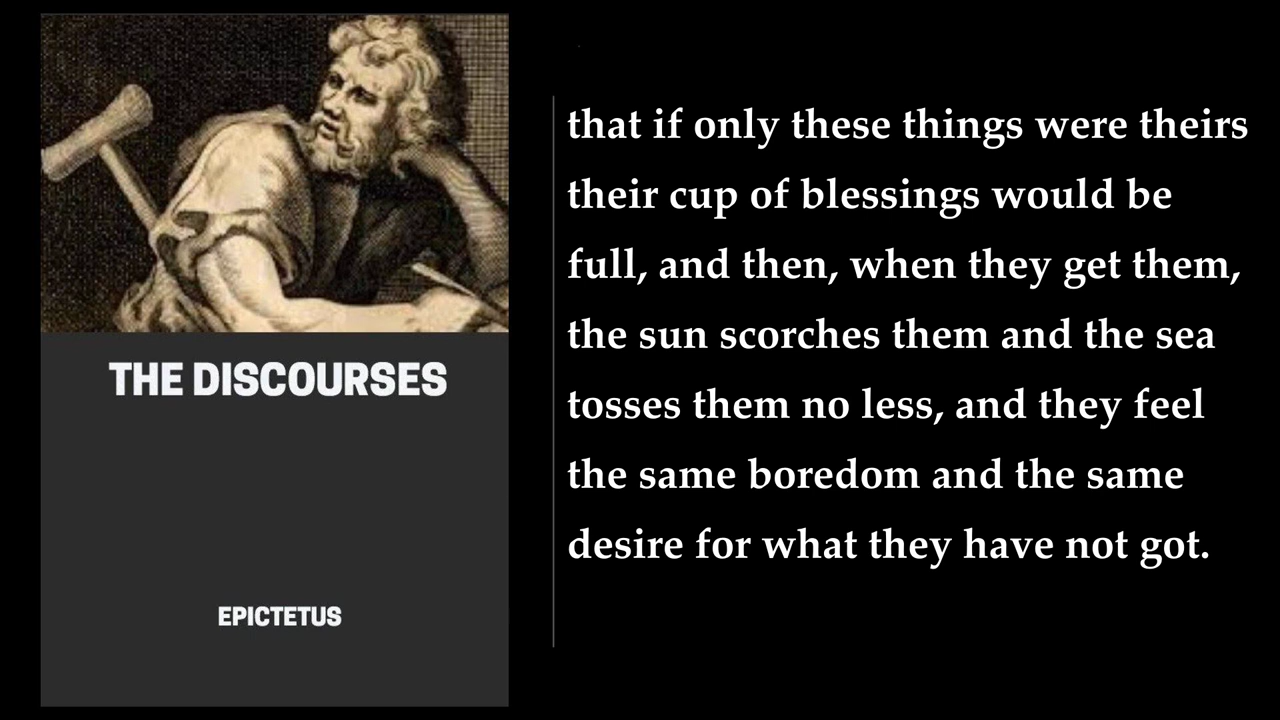 THE DISCOURSES
EPICTETUS
that if only these things were theirs
their cup of blessings would be
full, and then, when they get them,
the sun scorches them and the sea
tosses them no less, and they feel
the same boredom and the same
desire for what they have not got.